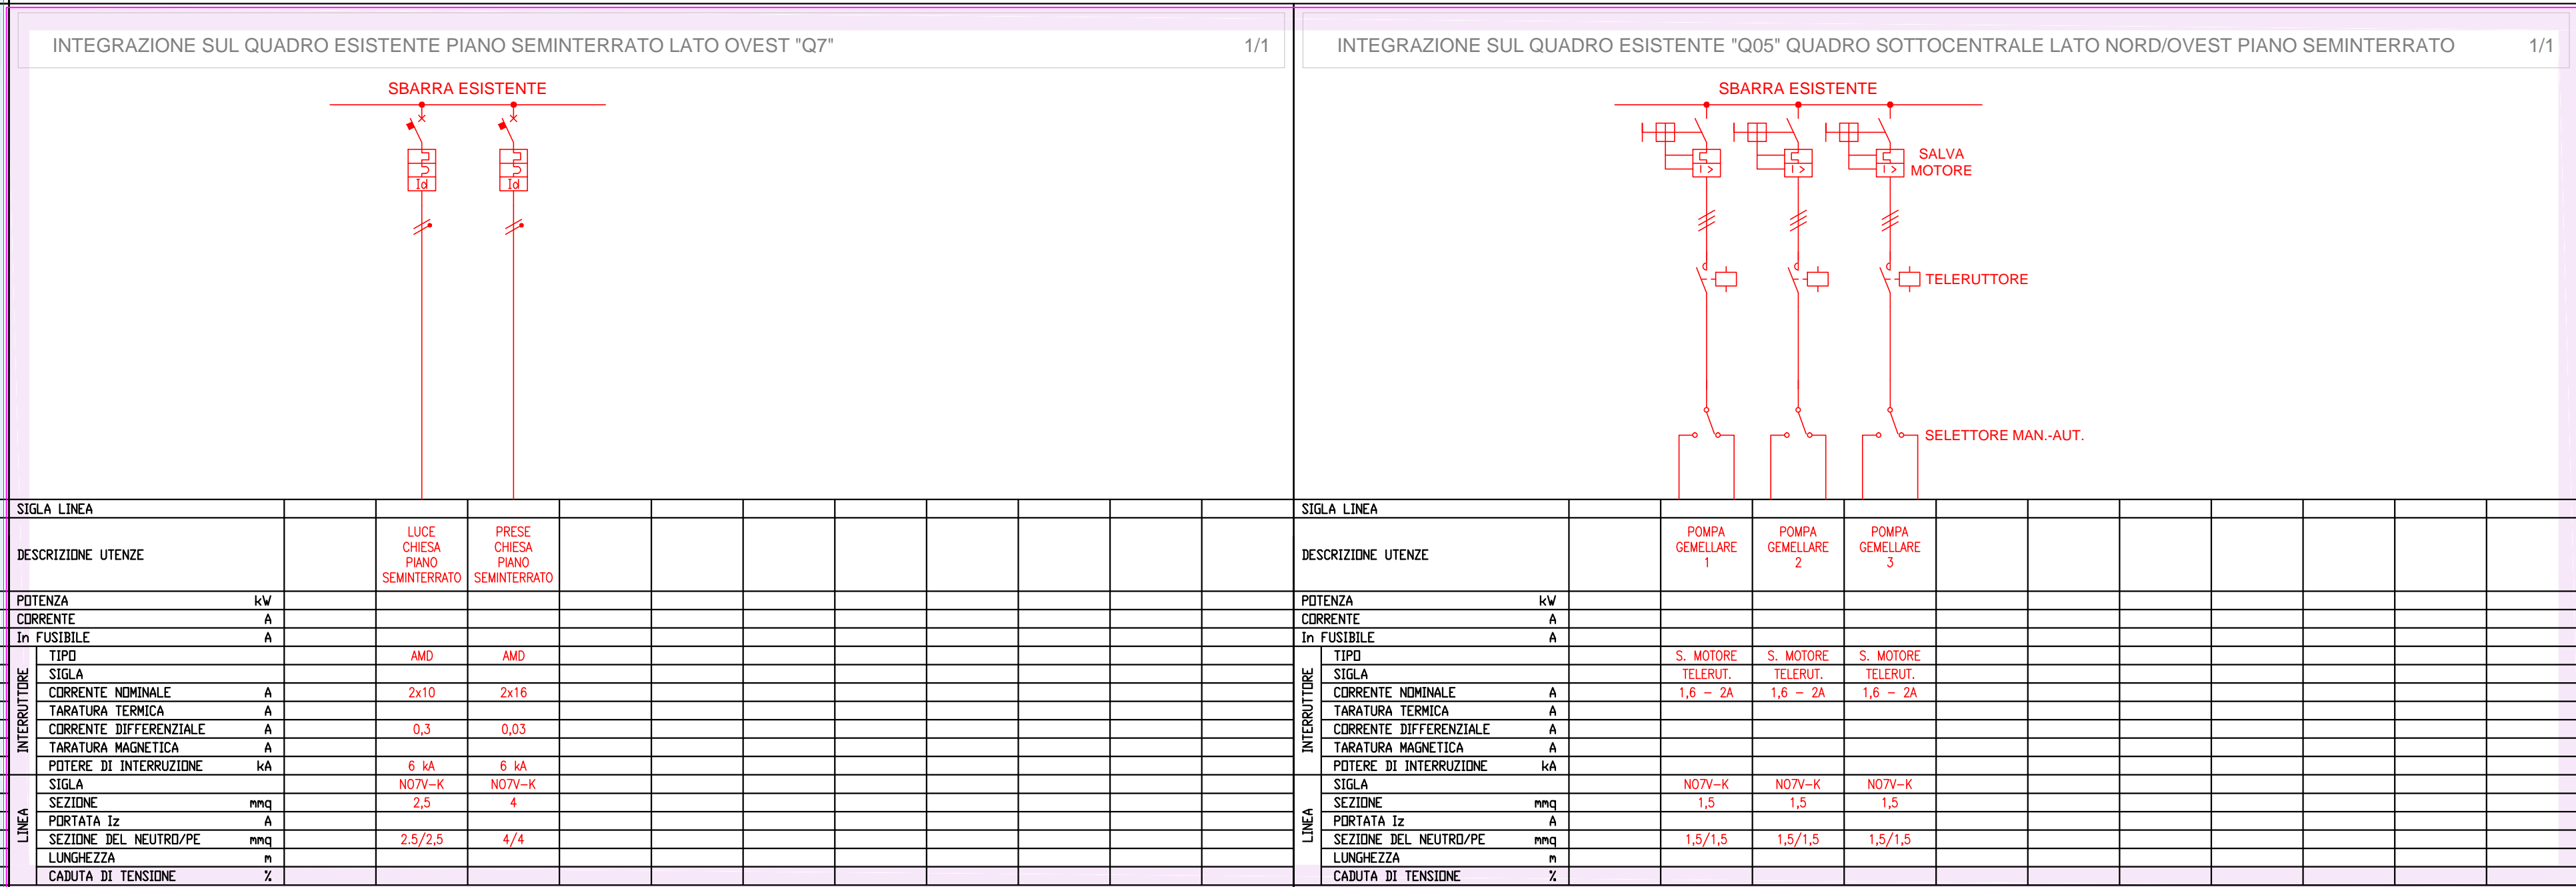 INTEGRAZIONE SUL QUADRO ESISTENTE PIANO SEMINTERRATO LATO OVEST "Q7" 1/1
SBARRA ESISTENTE
Id Id
SIGLA LINEA
DESCRIZIONE UTENZE
LUCE CHIESA PIANO SEMINTERRATO
PRESE CHIESA PIANO SEMINTERRATO
POTENZA kW
CORRENTE A
In FUSIBILE A
INTERRUTTORE
TIPO AMD AMD
SIGLA
CORRENTE NOMINALE A 2x10 2x16
TARATURA TERMICA A
CORRENTE DIFFERENZIALE A 0,3 0,03
TARATURA MAGNETICA A
POTERE DI INTERRUZIONE kA 6 kA 6 kA
LINEA
SIGLA NO7V-K NO7V-K
SEZIONE mmq 2,5 4
PORTATA Iz A
SEZIONE DEL NEUTRO/PE mmq 2.5/2,5 4/4
LUNGHEZZA m
CADUTA DI TENSIONE %
INTEGRAZIONE SUL QUADRO ESISTENTE "Q05" QUADRO SOTTOCENTRALE LATO NORD/OVEST PIANO SEMINTERRATO 1/1
SBARRA ESISTENTE
I > I > I >
SALVA
MOTORE
TELERUTTORE
SELETTORE MAN.-AUT.
SIGLA LINEA
DESCRIZIONE UTENZE
POMPA GEMELLARE 1
POMPA GEMELLARE 2
POMPA GEMELLARE 3
POTENZA kW
CORRENTE A
In FUSIBILE A
INTERRUTTORE
TIPO S. MOTORE S. MOTORE S. MOTORE
SIGLA TELERUT. TELERUT. TELERUT.
CORRENTE NOMINALE A 1,6 - 2A 1,6 - 2A 1,6 - 2A
TARATURA TERMICA A
CORRENTE DIFFERENZIALE A
TARATURA MAGNETICA A
POTERE DI INTERRUZIONE kA
LINEA
SIGLA NO7V-K NO7V-K NO7V-K
SEZIONE mmq 1,5 1,5 1,5
PORTATA Iz A
SEZIONE DEL NEUTRO/PE mmq 1,5/1,5 1,5/1,5 1,5/1,5
LUNGHEZZA m
CADUTA DI TENSIONE %